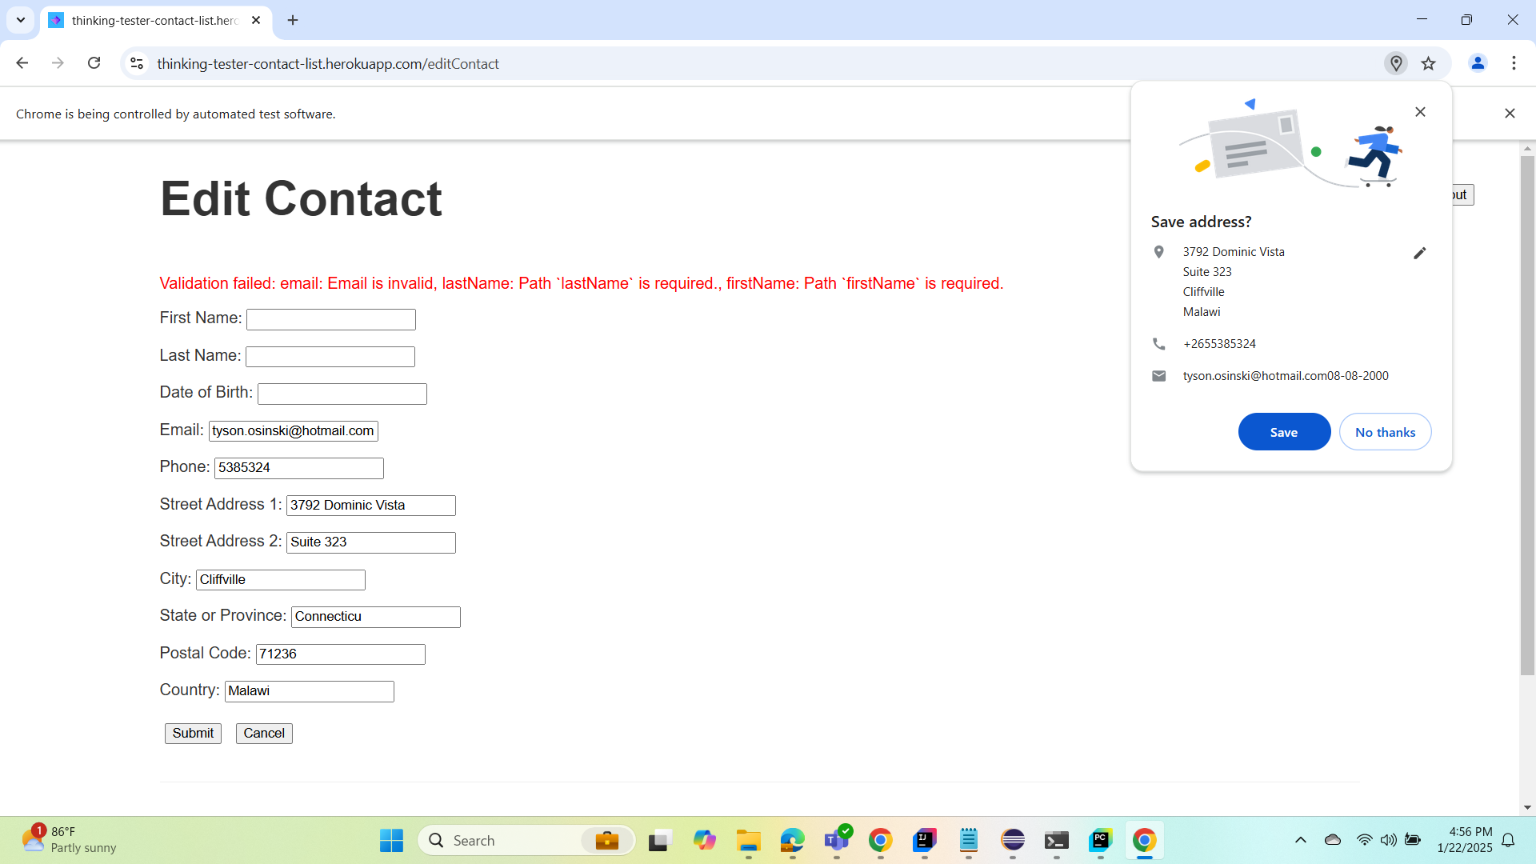 thinking-tester-contact-list.herc
thinking-tester-contact-list.herokuapp.com/editContact
Chrome is being controlled by automated test software.
Edit Contact
out
Validation failed: email: Email is invalid, lastName: Path `lastName` is required., firstName: Path `firstName` is required.
First Name:
Last Name:
Date of Birth:
Email: tyson.osinski@hotmail.com
Phone: 5385324
Street Address 1: 3792 Dominic Vista
Street Address 2: Suite 323
City: Cliffville
State or Province: Connecticu
Postal Code: 71236
Country: Malawi
Submit Cancel
Save address?
3792 Dominic Vista
Suite 323
Cliffville
Malawi
+2655385324
tyson.osinski@hotmail.com08-08-2000
Save No thanks
1
86°F
Partly sunny
Search
4:56 PM
1/22/2025